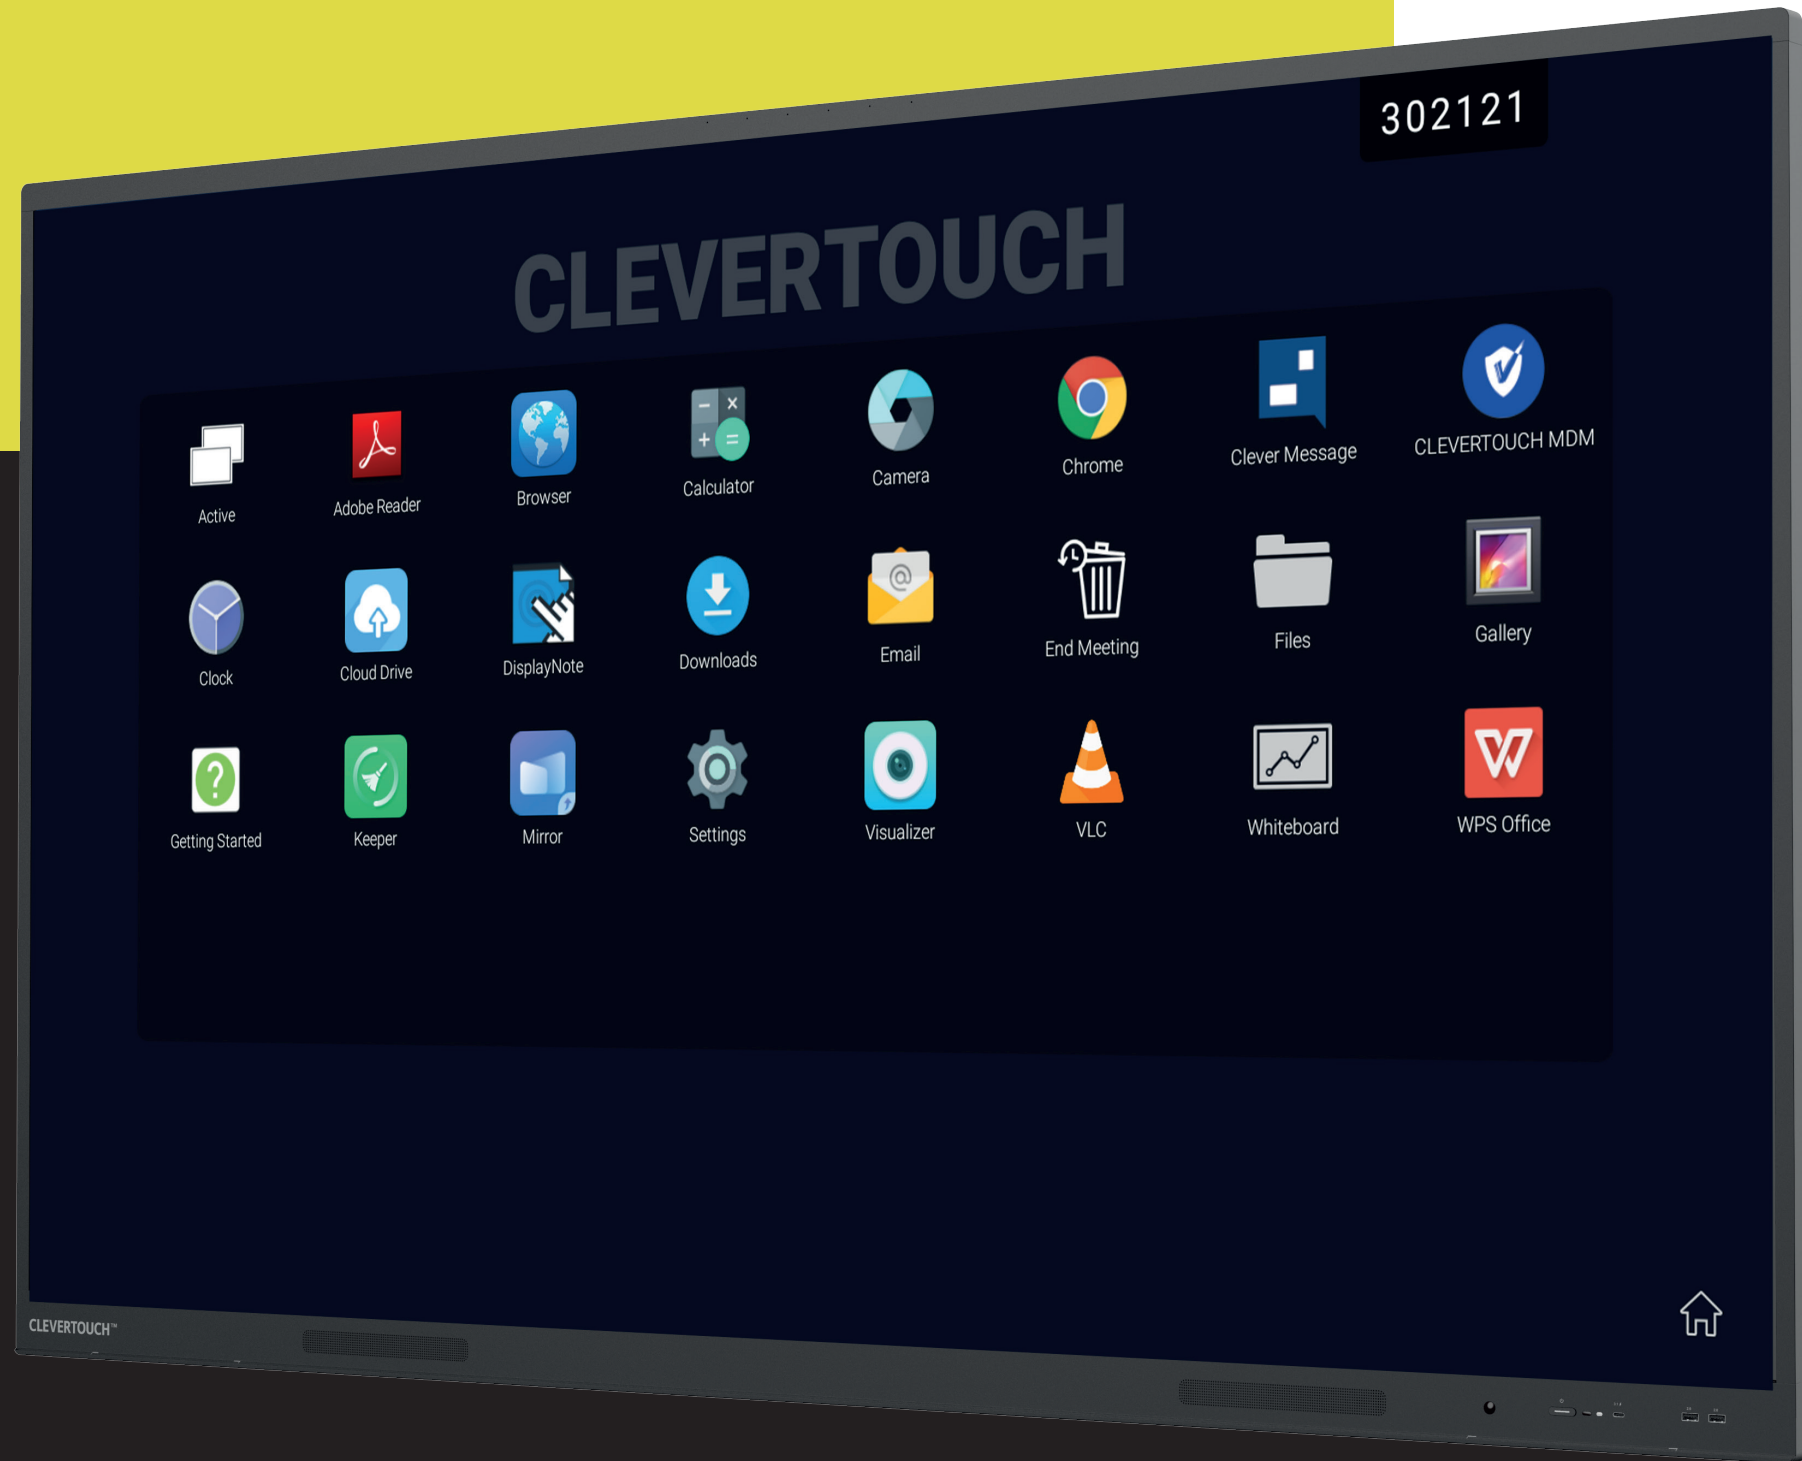 302121
CLEVERTOUCH
Active
Adobe Reader
Browser
Calculator
Camera
Chrome
Clever Message
CLEVERTOUCH MDM
Clock
Cloud Drive
DisplayNote
Downloads
Email
End Meeting
Files
Gallery
Getting Started
Keeper
Mirror
Settings
Visualizer
VLC
Whiteboard
WPS Office
CLEVERTOUCH™